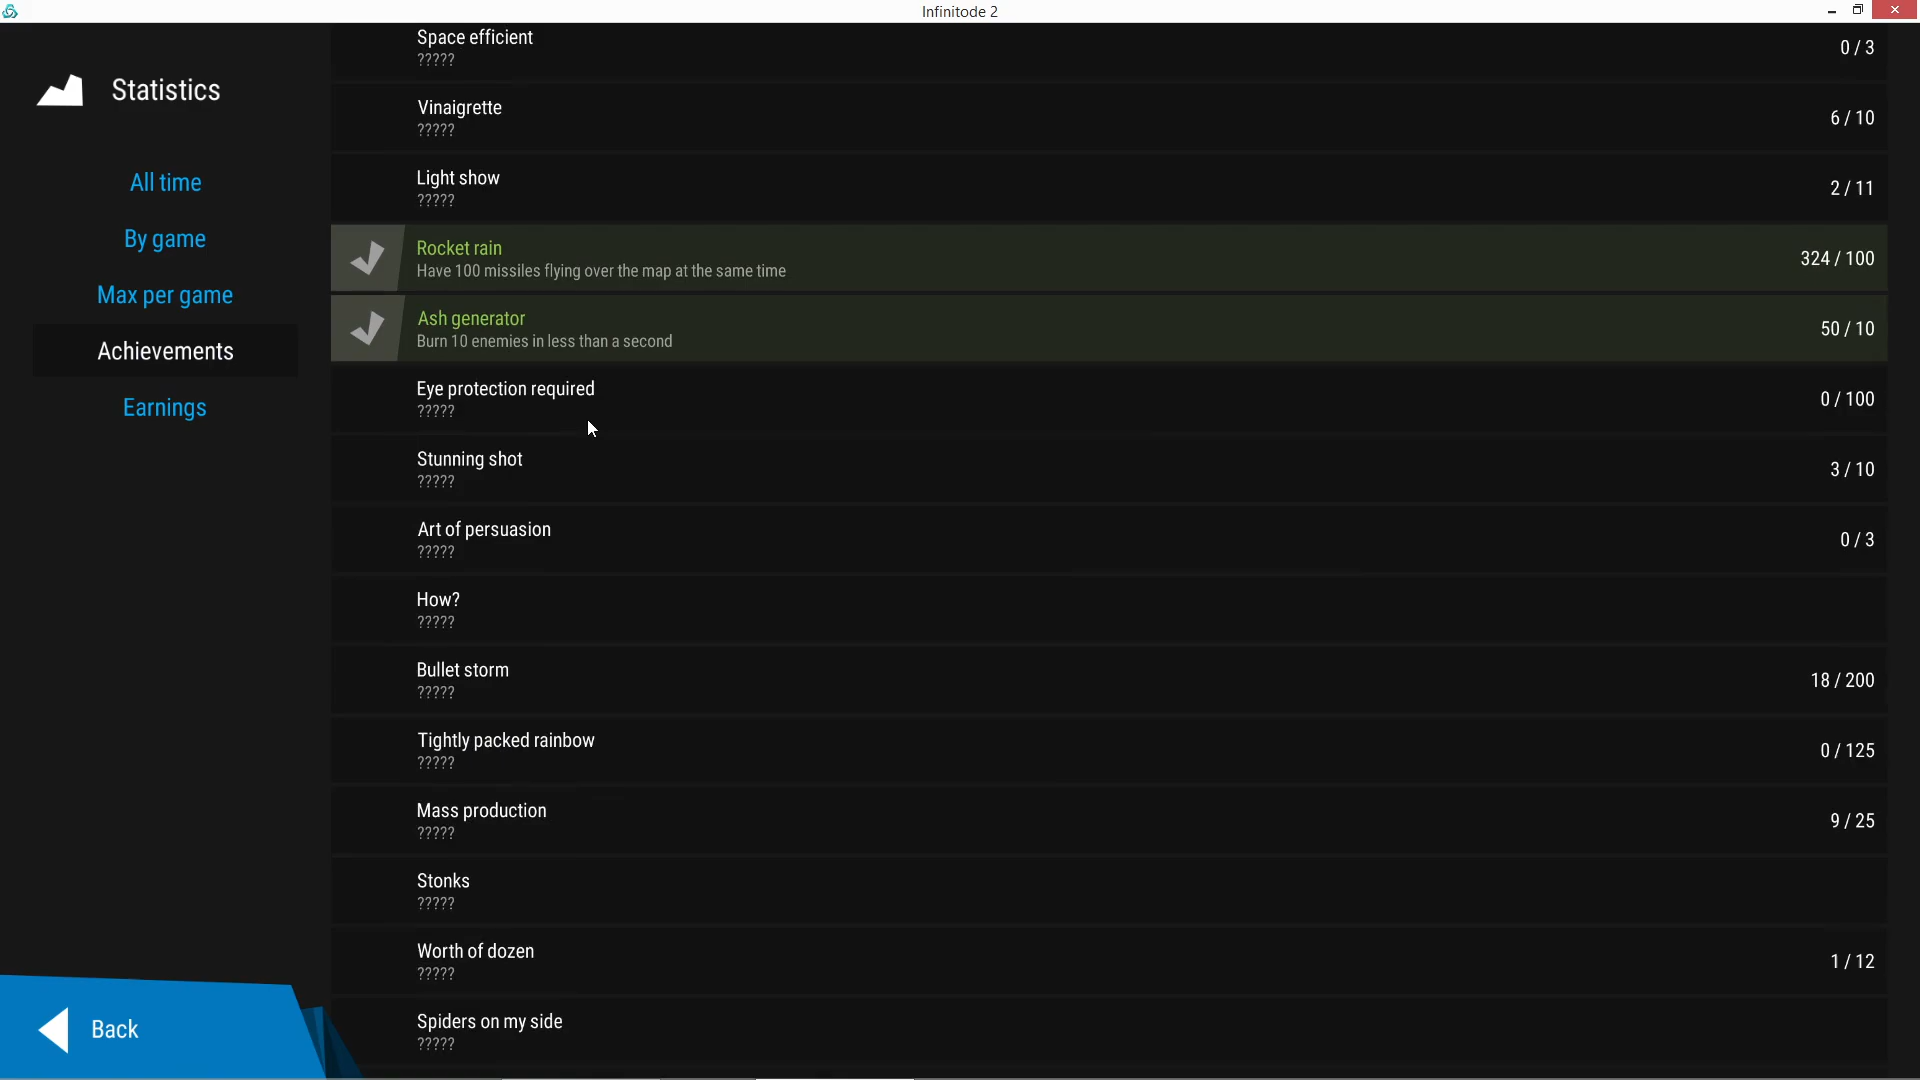 Infinitode 2
Statistics
All time
By game
Max per game
Achievements
Earnings
Back
Space efficient
?????
0 / 3
Vinaigrette
?????
6 / 10
Light show
?????
2 / 11
Rocket rain
Have 100 missiles flying over the map at the same time
324 / 100
Ash generator
Burn 10 enemies in less than a second
50 / 10
Eye protection required
?????
0 / 100
Stunning shot
?????
3 / 10
Art of persuasion
?????
0 / 3
How?
?????
Bullet storm
?????
18 / 200
Tightly packed rainbow
?????
0 / 125
Mass production
?????
9 / 25
Stonks
?????
Worth of dozen
?????
1 / 12
Spiders on my side
?????